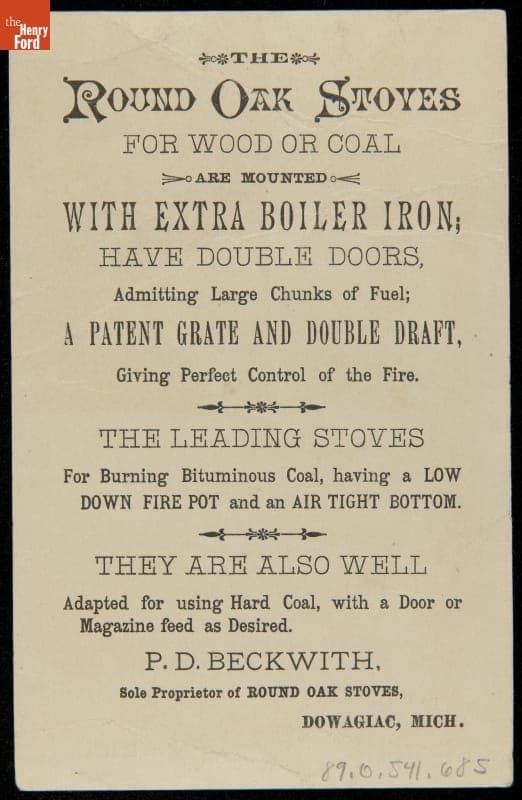 the
Henry
Ford
THE
ROUND OAK STOVES
FOR WOOD OR COAL
ARE MOUNTED
WITH EXTRA BOILER IRON;
HAVE DOUBLE DOORS,
Admitting Large Chunks of Fuel;
A PATENT GRATE AND DOUBLE DRAFT,
Giving Perfect Control of the Fire.
THE LEADING STOVES
For Burning Bituminous Coal, having a LOW
DOWN FIRE POT and an AIR TIGHT BOTTOM.
THEY ARE ALSO WELL
Adapted for using Hard Coal, with a Door or
Magazine feed as Desired.
P. D. BECKWITH,
Sole Proprietor of ROUND OAK STOVES,
DOWAGIAC, MICH.
89.0.541.685